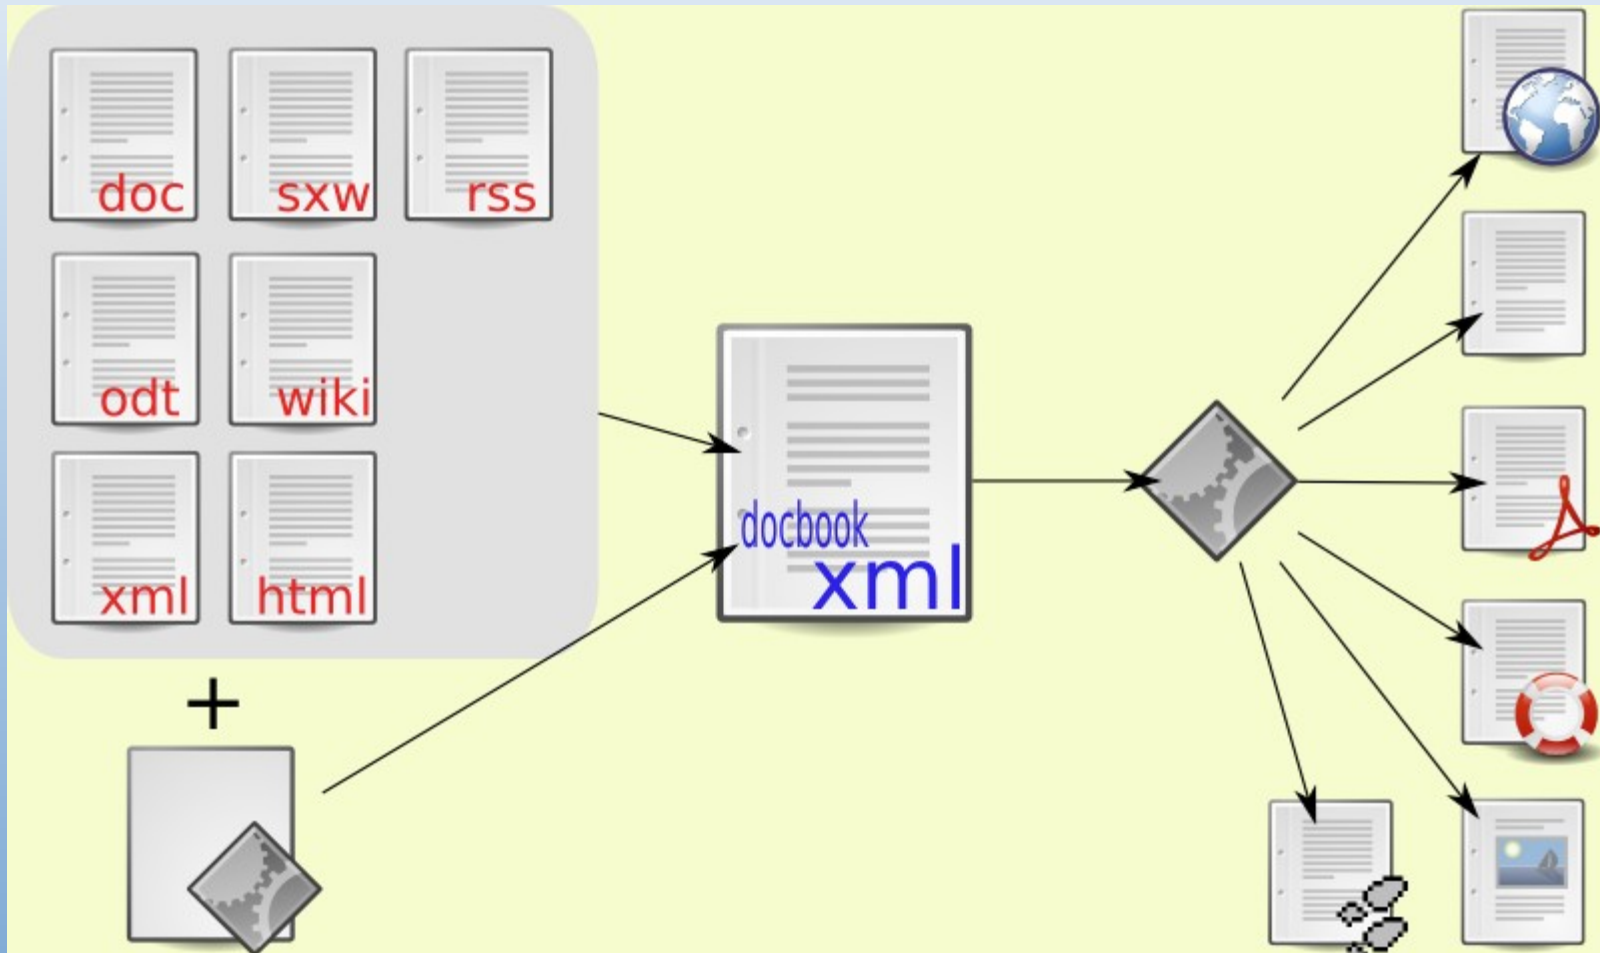 doc
sxw
rss
odt
wiki
xml
html
+
docbook
xml